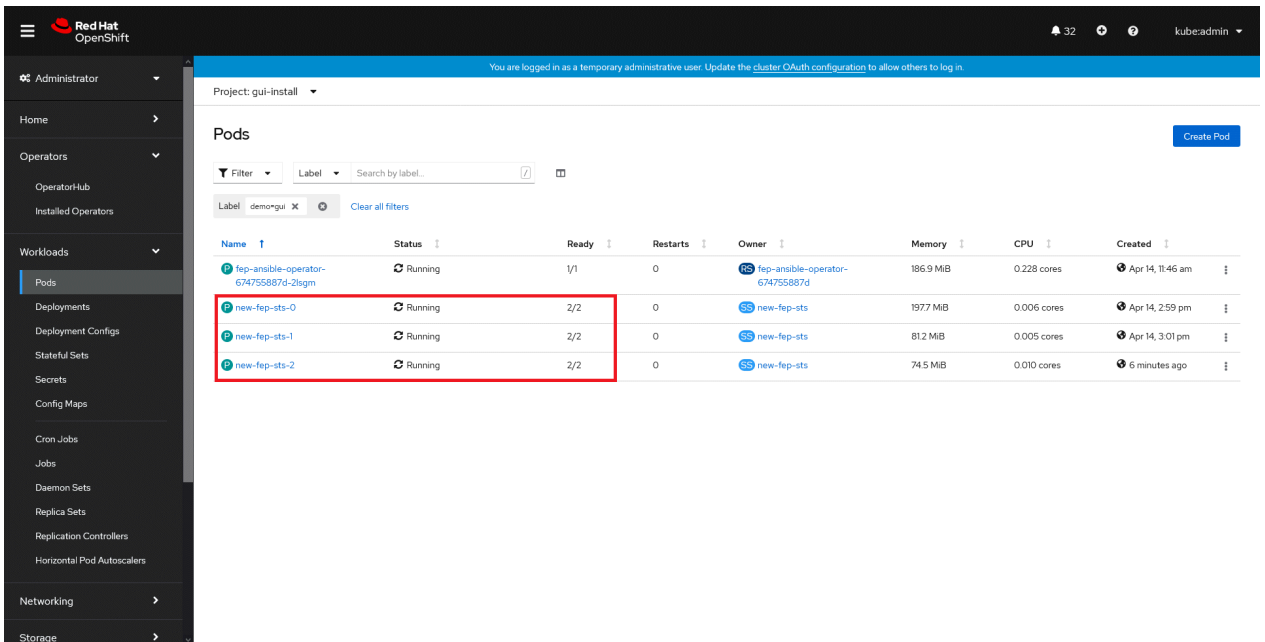 Red Hat
OpenShift
32
kube:admin
Administrator
You are logged in as a temporary administrative user. Update the cluster OAuth configuration to allow others to log in.
Project: gui-install
Home
Operators
OperatorHub
Installed Operators
Workloads
Pods
Deployments
Deployment Configs
Stateful Sets
Secrets
Config Maps
Cron Jobs
Jobs
Daemon Sets
Replica Sets
Replication Controllers
Horizontal Pod Autoscalers
Networking
Storage
Pods
Create Pod
Filter Label Search by label... /
Label demo=gui Clear all filters
Name Status Ready Restarts Owner Memory CPU Created
P fep-ansible-operator- Running 1/1 0 RS fep-ansible-operator- 186.9 MiB 0.228 cores Apr 14, 11:46 am
674755887d-2lsgm 674755887d
P new-fep-sts-0 Running 2/2 0 SS new-fep-sts 197.7 MiB 0.006 cores Apr 14, 2:59 pm
P new-fep-sts-1 Running 2/2 0 SS new-fep-sts 81.2 MiB 0.005 cores Apr 14, 3:01 pm
P new-fep-sts-2 Running 2/2 0 SS new-fep-sts 74.5 MiB 0.010 cores 6 minutes ago